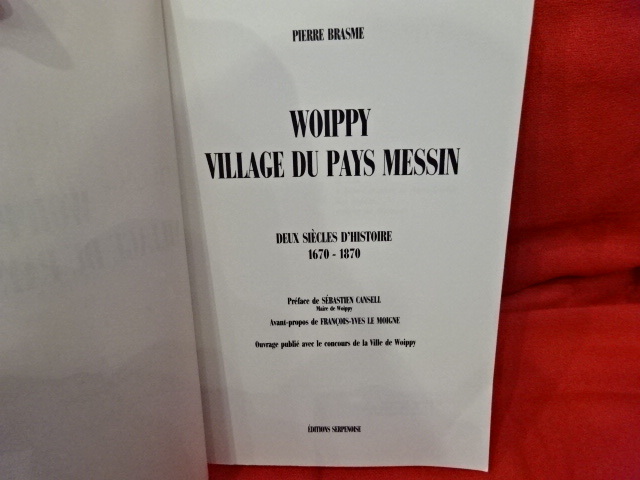 PIERRE BRASME
WOIPPY
VILLAGE DU PAYS MESSIN
DEUX SIÈCLES D'HISTOIRE
1670 - 1870
Préface de SÉBASTIEN CANSELL
Maire de Woippy
Avant-propos de FRANÇOIS-YVES LE MOIGNE
Ouvrage publié avec le concours de la Ville de Woippy
ÉDITIONS SERPENOISE